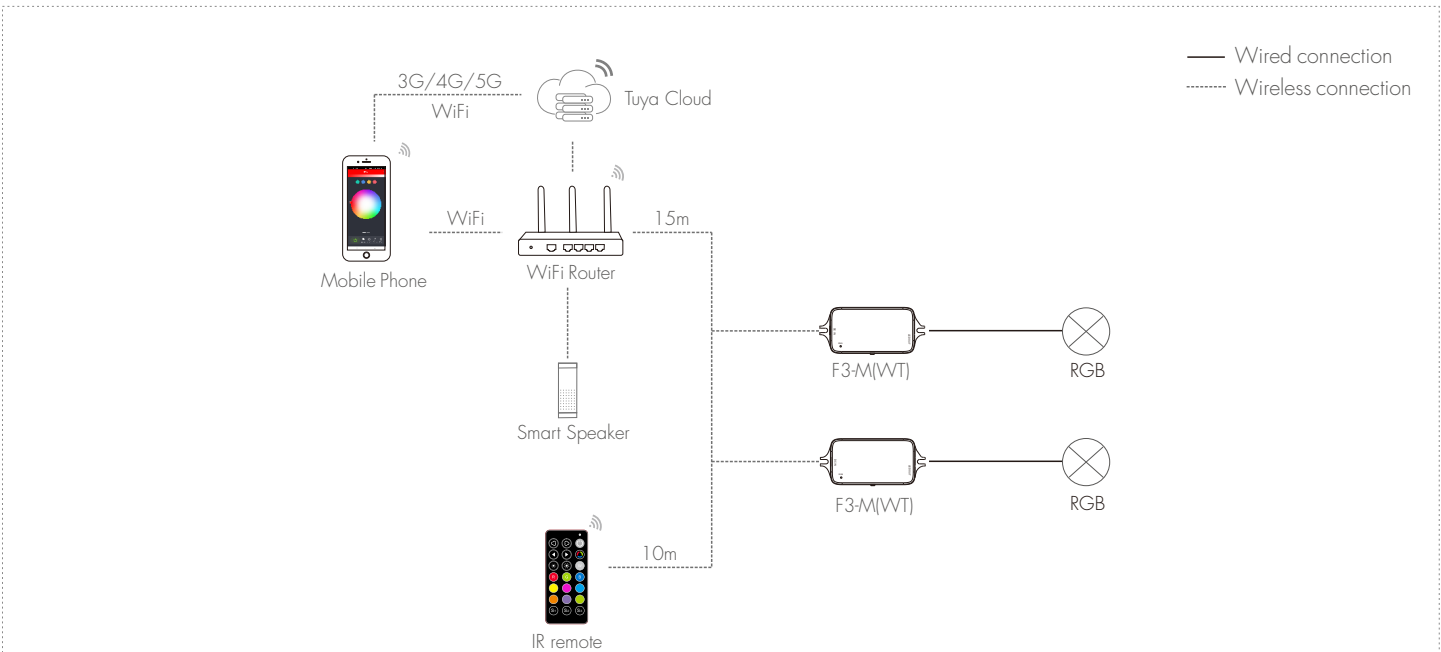 Wired connection
Wireless connection
3G/4G/5G
WiFi
Tuya Cloud
WiFi
15m
Mobile Phone
WiFi Router
F3-M(WT)
RGB
Smart Speaker
F3-M(WT)
RGB
10m
IR remote